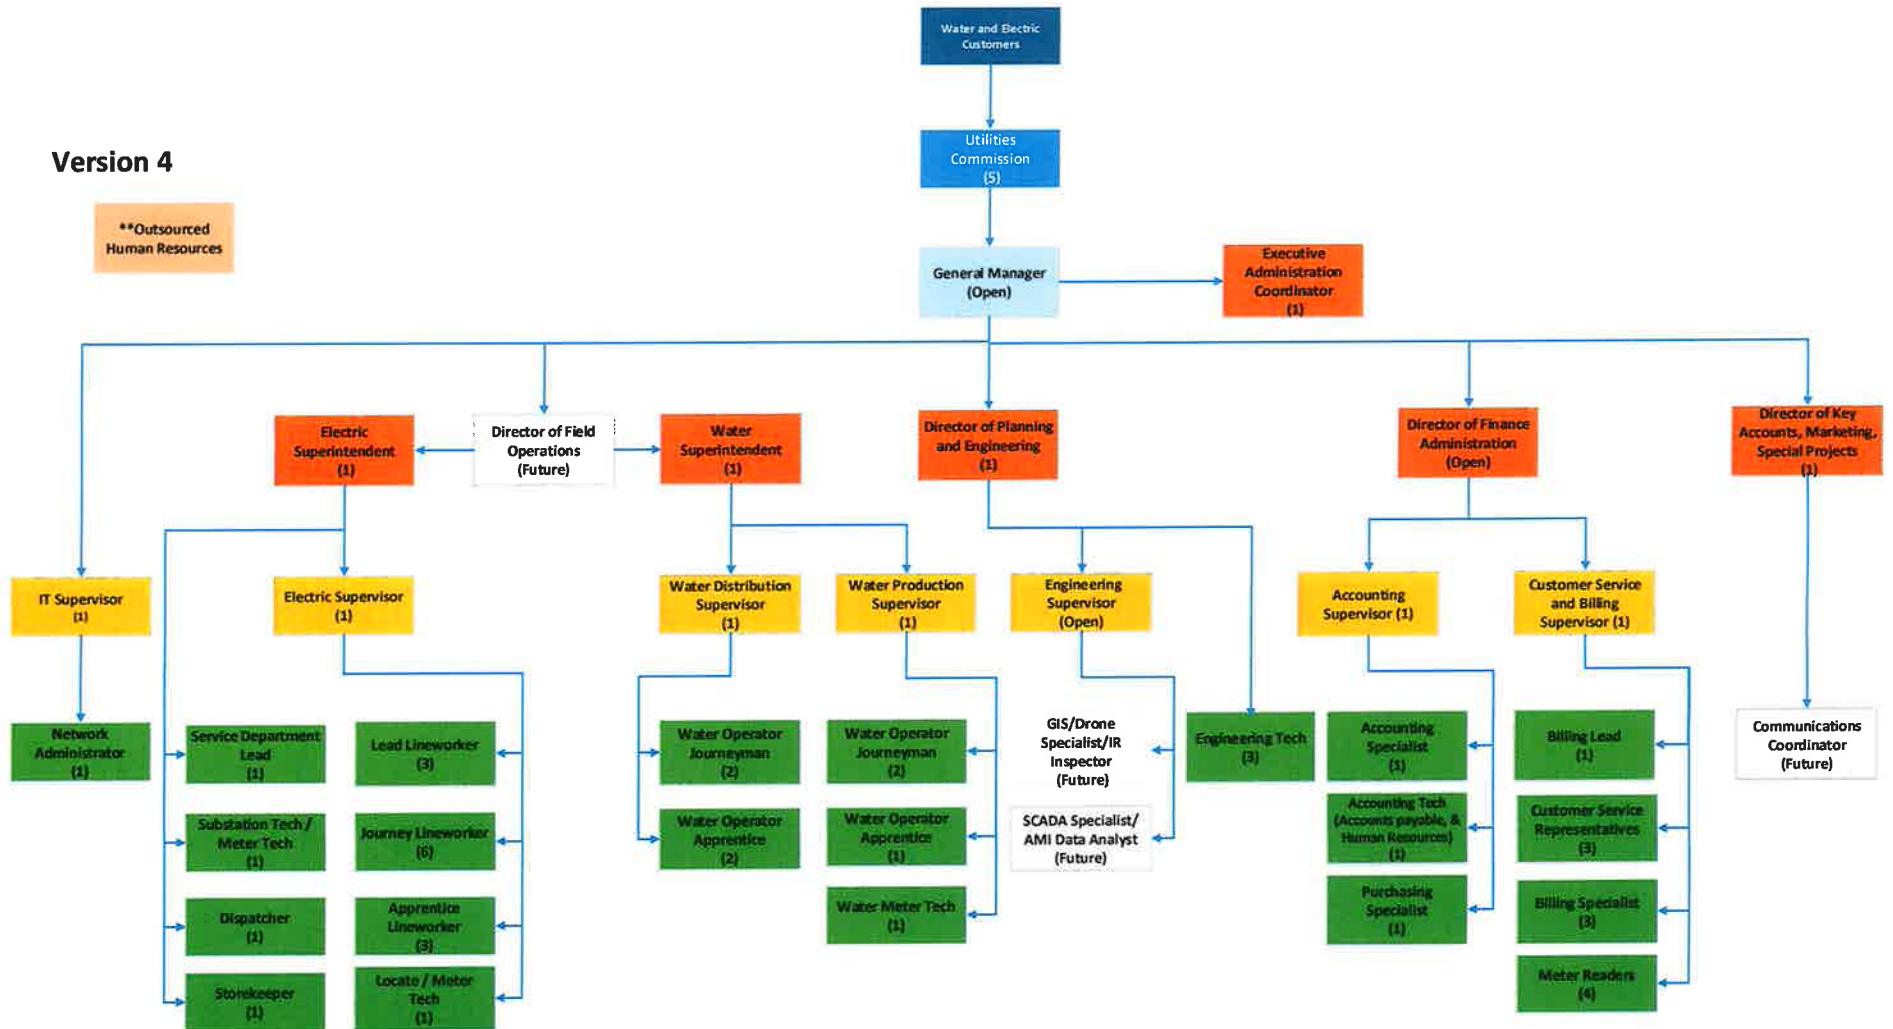 Water and Electric
Customers
Version 4
Utilities
Commission
(5)
**Outsourced
Human Resources
General Manager
(Open)
Executive
Administration
Coordinator
(1)
Electric
Superintendent
(1)
Director of Field
Operations
(Future)
Water
Superintendent
(1)
Director of Planning
and Engineering
(1)
Director of Finance
Administration
(Open)
Director of Key
Accounts, Marketing,
Special Projects
(1)
IT Supervisor
(1)
Electric Supervisor
(1)
Water Distribution
Supervisor
(1)
Water Production
Supervisor
(1)
Engineering
Supervisor
(Open)
Accounting
Supervisor (1)
Customer Service
and Billing
Supervisor (1)
Network
Administrator
(1)
Service Department
Lead
(1)
Lead Lineworker
(3)
Water Operator
Journeyman
(2)
Water Operator
Journeyman
(2)
GIS/Drone
Specialist/IR
Inspector
(Future)
Engineering Tech
(3)
Accounting
Specialist
(1)
Billing Lead
(1)
Communications
Coordinator
(Future)
Substation Tech /
Meter Tech
(1)
Journey Lineworker
(6)
Water Operator
Apprentice
(2)
Water Operator
Apprentice
(1)
SCADA Specialist/
AMI Data Analyst
(Future)
Accounting Tech
(Accounts payable, &
Human Resources)
(1)
Customer Service
Representatives
(3)
Dispatcher
(1)
Apprentice
Lineworker
(3)
Water Meter Tech
(1)
Purchasing
Specialist
(1)
Billing Specialist
(3)
Storekeeper
(1)
Locate / Meter
Tech
(1)
Meter Readers
(4)